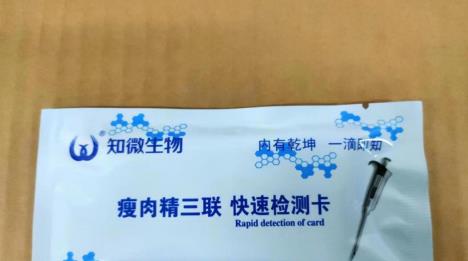 ®知微生物
内有乾坤 一滴即知
瘦肉精三联 快速检测卡
Rapid detection of card